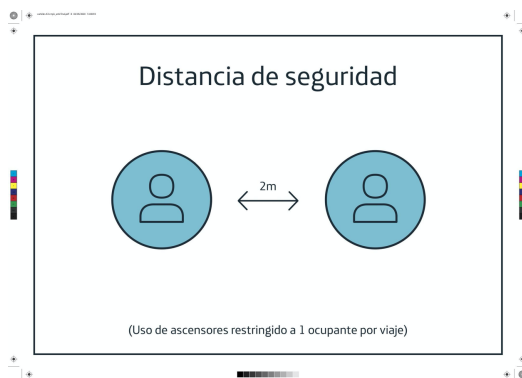 Distancia de seguridad
2m
(Uso de ascensores restringido a 1 ocupante por viaje)